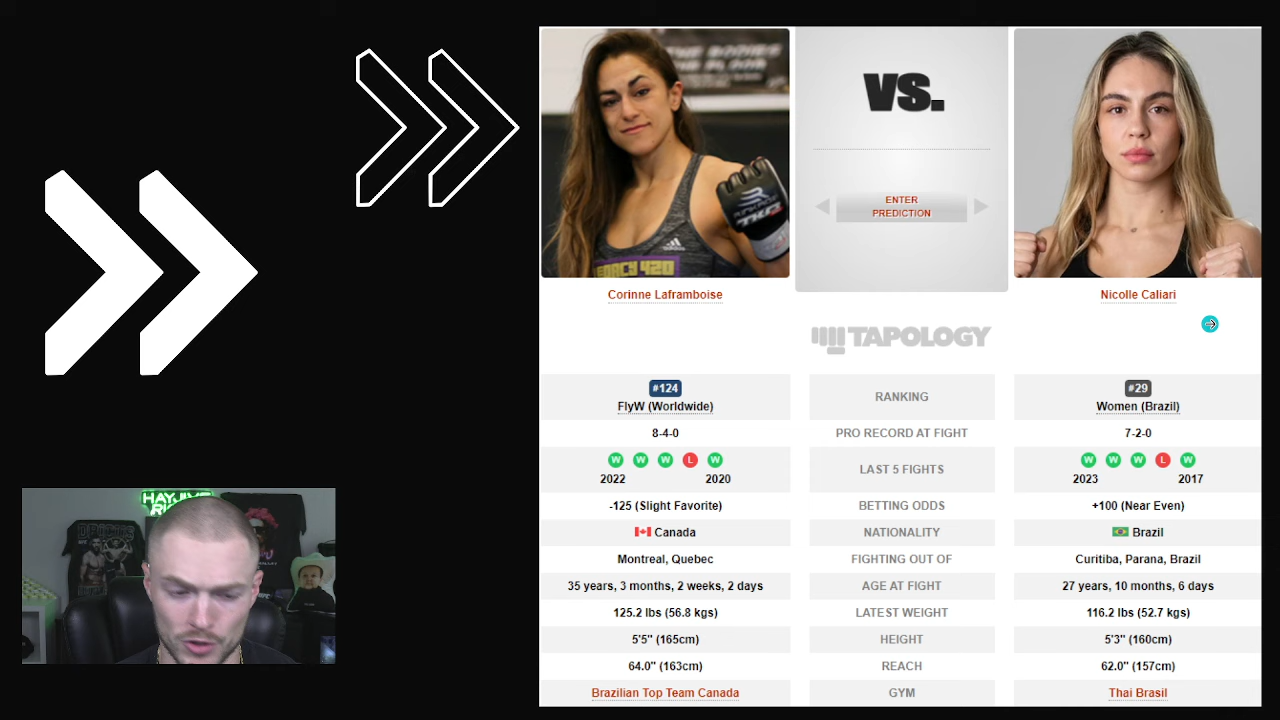 VS.
ENTER
PREDICTION
LEGACY 420
Corinne Laframboise
Nicolle Caliari
TAPOLOGY
#124
FlyW (Worldwide)
RANKING
#29
Women (Brazil)
8-4-0
PRO RECORD AT FIGHT
7-2-0
W W W L W
2022 2020
LAST 5 FIGHTS
W W W L W
2023 2017
-125 (Slight Favorite)
BETTING ODDS
+100 (Near Even)
Canada
NATIONALITY
Brazil
Montreal, Quebec
FIGHTING OUT OF
Curitiba, Parana, Brazil
35 years, 3 months, 2 weeks, 2 days
AGE AT FIGHT
27 years, 10 months, 6 days
125.2 lbs (56.8 kgs)
LATEST WEIGHT
116.2 lbs (52.7 kgs)
5'5" (165cm)
HEIGHT
5'3" (160cm)
64.0" (163cm)
REACH
62.0" (157cm)
Brazilian Top Team Canada
GYM
Thai Brasil